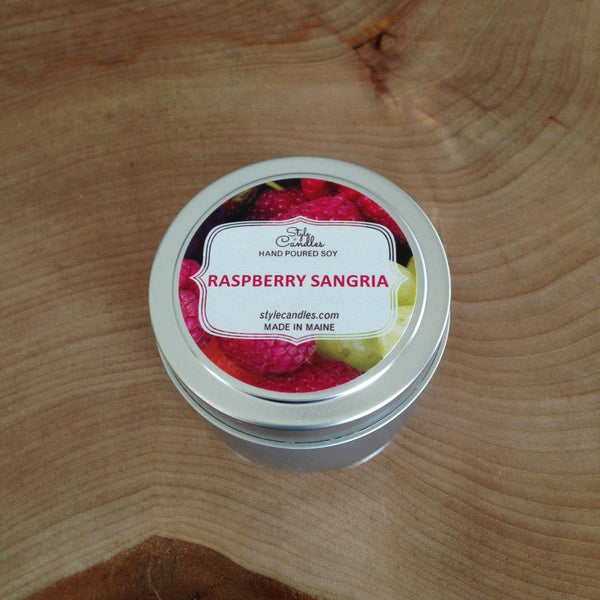 Style
Candles
HAND POURED SOY
RASPBERRY SANGRIA
stylecandles.com
MADE IN MAINE